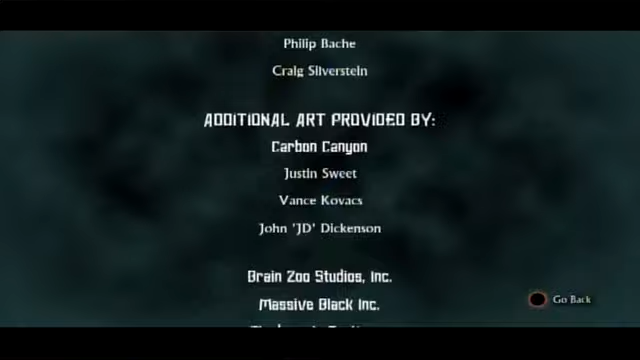 Philip Bache
Craig Silverstein
ADDITIONAL ART PROVIDED BY:
Carbon Canyon
Justin Sweet
Vance Kovacs
John 'JD' Dickenson
Brain Zoo Studios, Inc.
Massive Black Inc.
Go Back